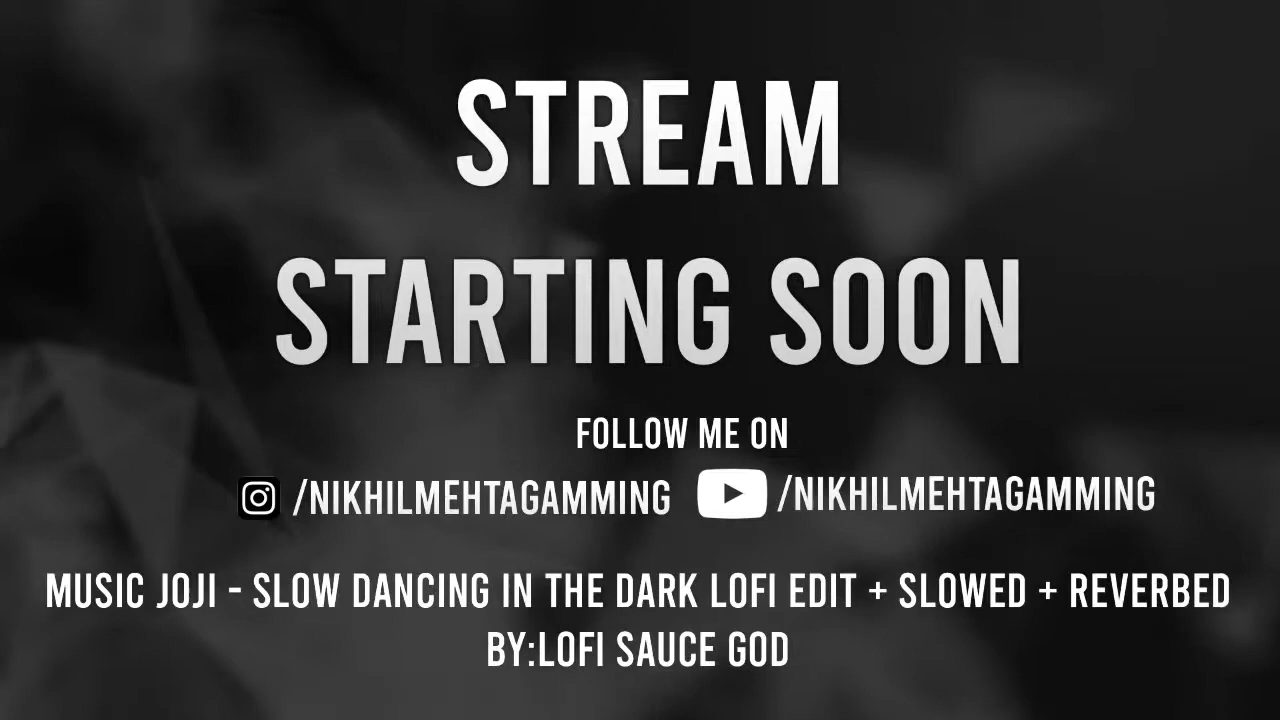 STREAM
STARTING SOON
FOLLOW ME ON
/NIKHILMEHTAGAMMING /NIKHILMEHTAGAMMING
MUSIC JOJI - SLOW DANCING IN THE DARK LOFI EDIT + SLOWED + REVERBED
BY:LOFI SAUCE GOD